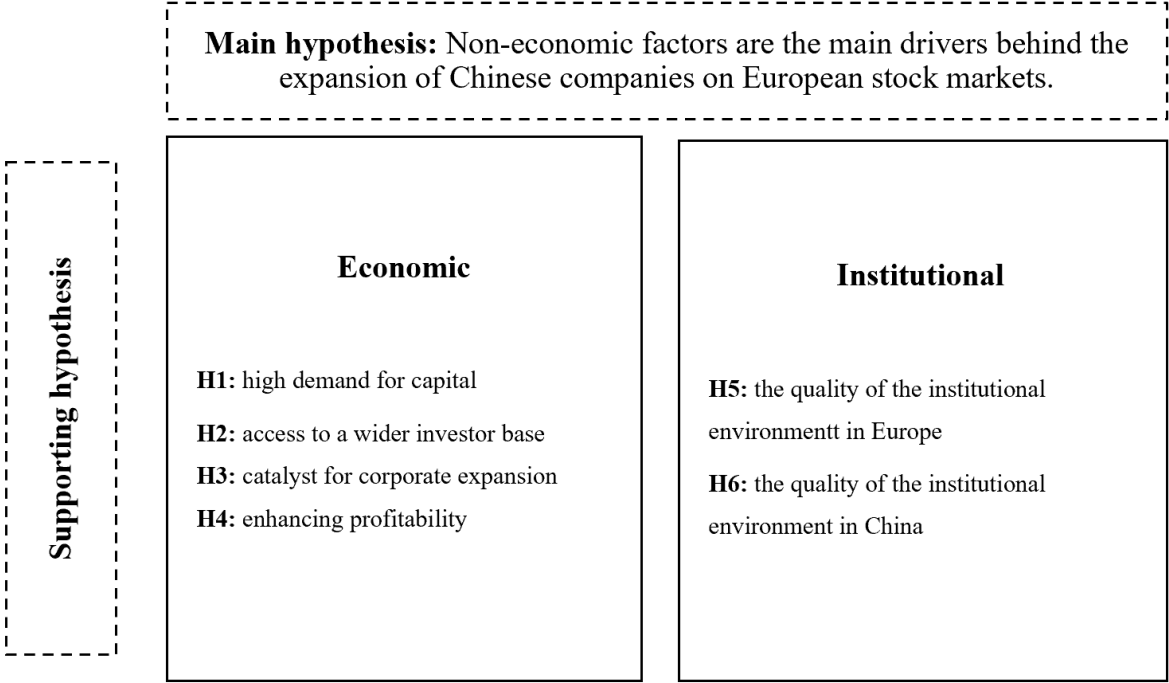 Main hypothesis: Non-economic factors are the main drivers behind the
expansion of Chinese companies on European stock markets.
Supporting hypothesis
Economic
H1: high demand for capital
H2: access to a wider investor base
H3: catalyst for corporate expansion
H4: enhancing profitability
Institutional
H5: the quality of the institutional
environmentt in Europe
H6: the quality of the institutional
environment in China